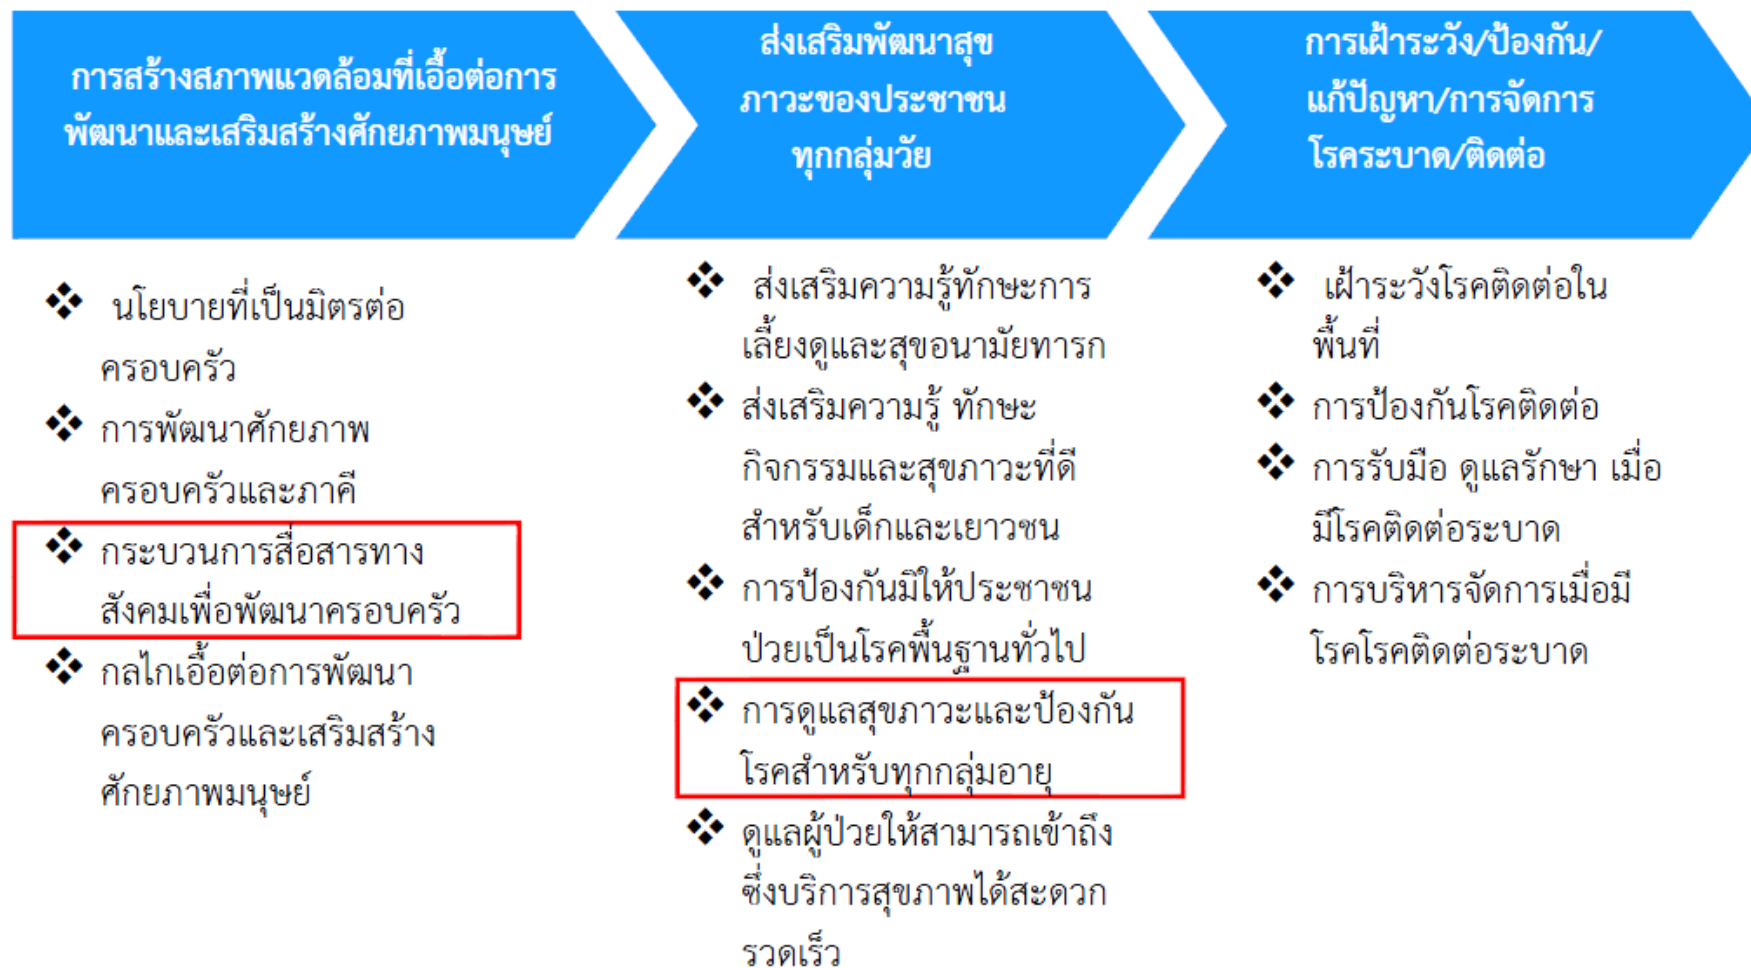 การสร้างสภาพแวดล้อมที่เอื้อต่อการ
พัฒนาและเสริมสร้างศักยภาพมนุษย์
ส่งเสริมพัฒนาสุข
ภาวะของประชาชน
ทุกกลุ่มวัย
การเฝ้าระวัง/ป้องกัน/
แก้ปัญหา/การจัดการ
โรคระบาด/ติดต่อ
❖ นโยบายที่เป็นมิตรต่อ
ครอบครัว
❖ การพัฒนาศักยภาพ
ครอบครัวและภาคี
❖ กระบวนการสื่อสารทาง
สังคมเพื่อพัฒนาครอบครัว
❖ กลไกเอื้อต่อการพัฒนา
ครอบครัวและเสริมสร้าง
ศักยภาพมนุษย์
❖ ส่งเสริมความรู้ทักษะการ
เลี้ยงดูและสุขอนามัยทารก
❖ ส่งเสริมความรู้ ทักษะ
กิจกรรมและสุขภาวะที่ดี
สำหรับเด็กและเยาวชน
❖ การป้องกันมิให้ประชาชน
ป่วยเป็นโรคพื้นฐานทั่วไป
❖ การดูแลสุขภาวะและป้องกัน
โรคสำหรับทุกกลุ่มอายุ
❖ ดูแลผู้ป่วยให้สามารถเข้าถึง
ซึ่งบริการสุขภาพได้สะดวก
รวดเร็ว
❖ เฝ้าระวังโรคติดต่อใน
พื้นที่
❖ การป้องกันโรคติดต่อ
❖ การรับมือ ดูแลรักษา เมื่อ
มีโรคติดต่อระบาด
❖ การบริหารจัดการเมื่อมี
โรคโรคติดต่อระบาด